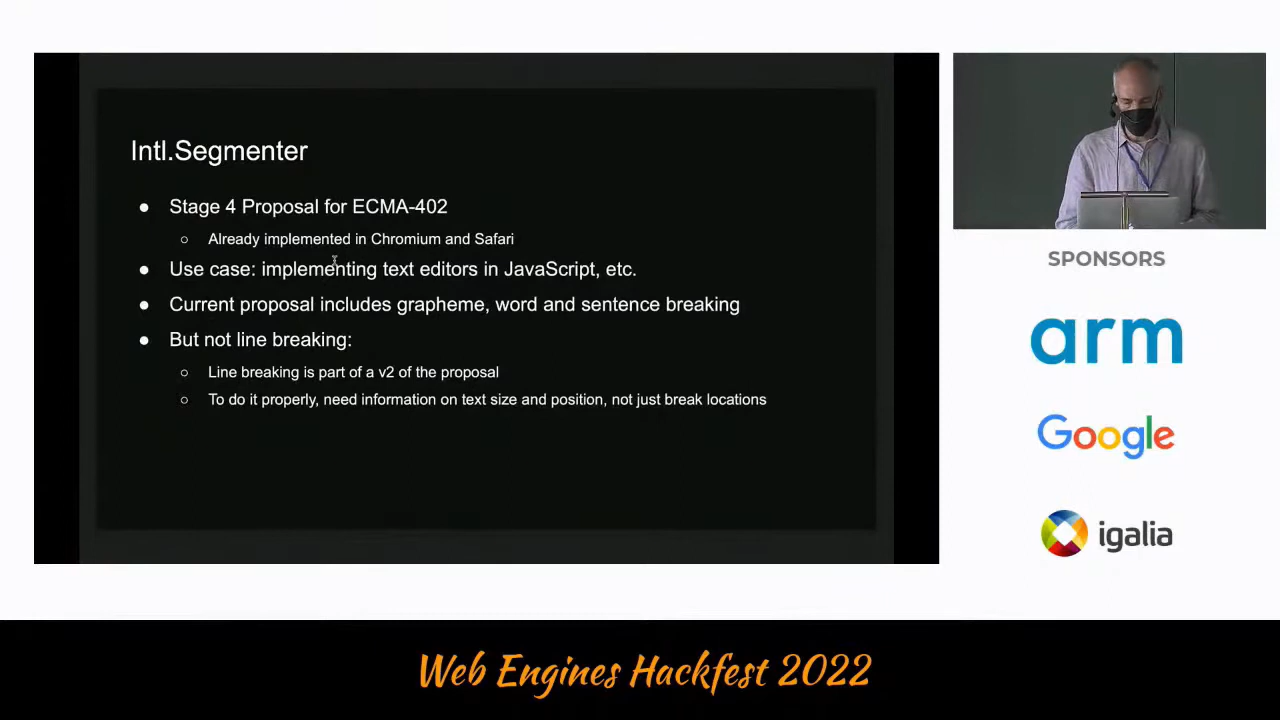 Intl.Segmenter
● Stage 4 Proposal for ECMA-402
○ Already implemented in Chromium and Safari
● Use case: implementing text editors in JavaScript, etc.
● Current proposal includes grapheme, word and sentence breaking
● But not line breaking:
○ Line breaking is part of a v2 of the proposal
○ To do it properly, need information on text size and position, not just break locations
SPONSORS
arm
Google
igalia
Web Engines Hackfest 2022